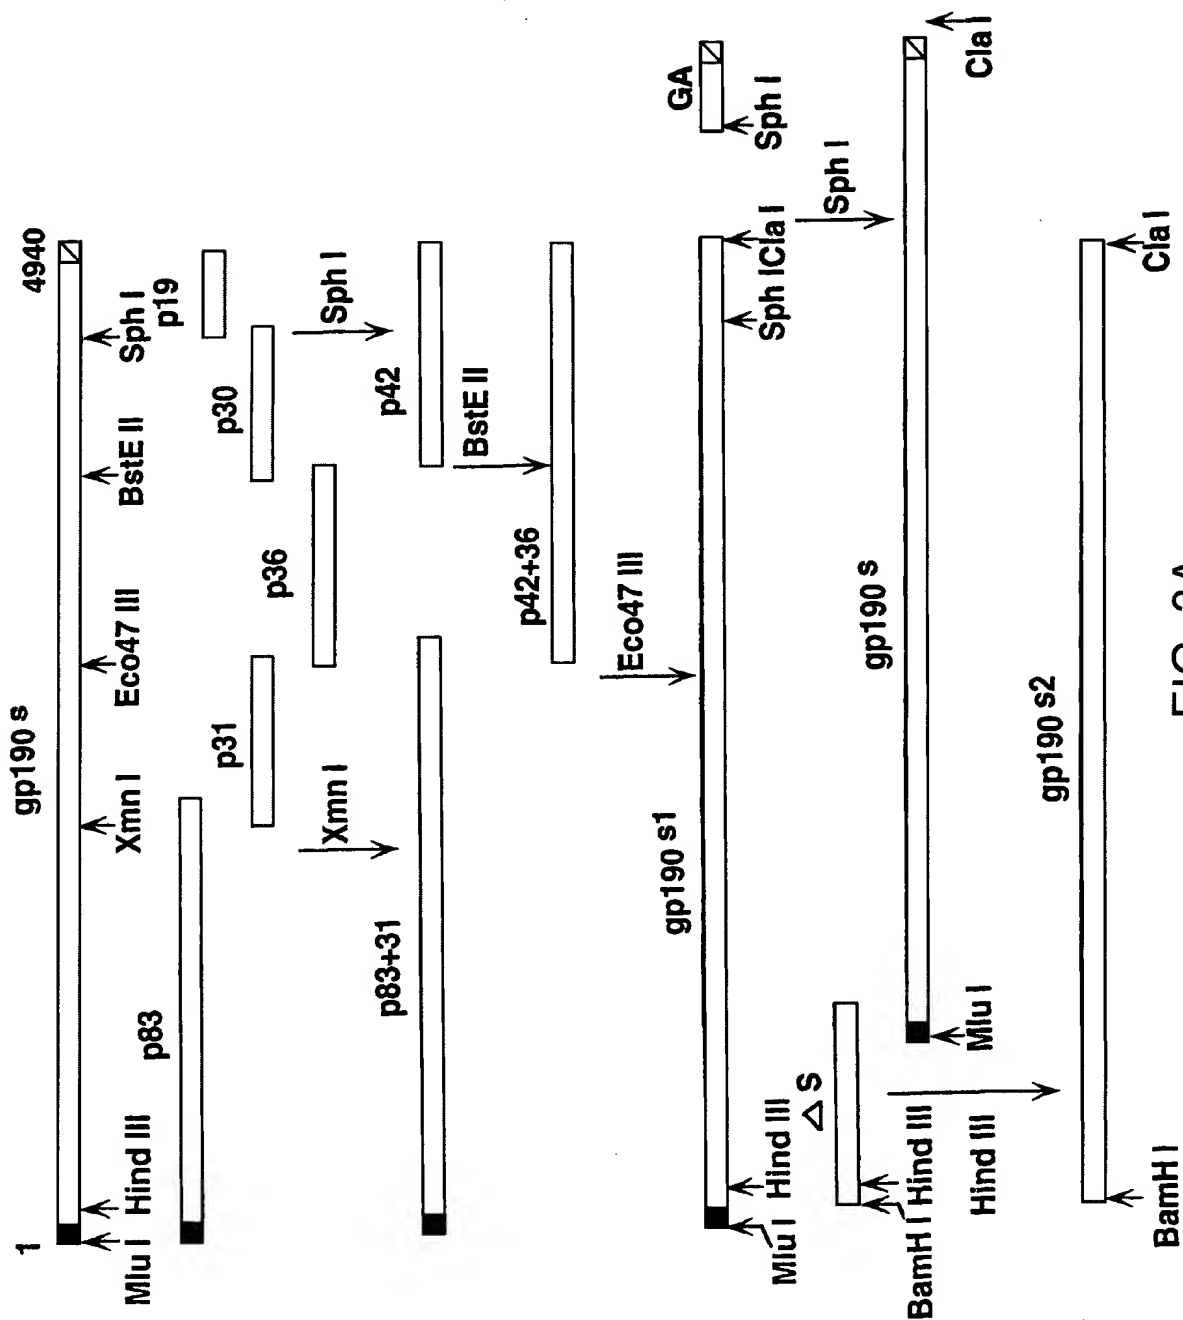 gp190 s
1
4940
Mlu I
Hind III
Xmn I
Eco47 III
BstE II
Sph I
p83
p31
p36
p30
p19
Xmn I
Sph I
p83+31
p42
BstE II
p42+36
Eco47 III
gp190 s1
GA
Mlu I
Hind III
Sph I
Cla I
Sph I
△ S
Sph I
BamH I
Hind III
Hind III
gp190 s
Mlu I
Cla I
gp190 s2
BamH I
Cla I